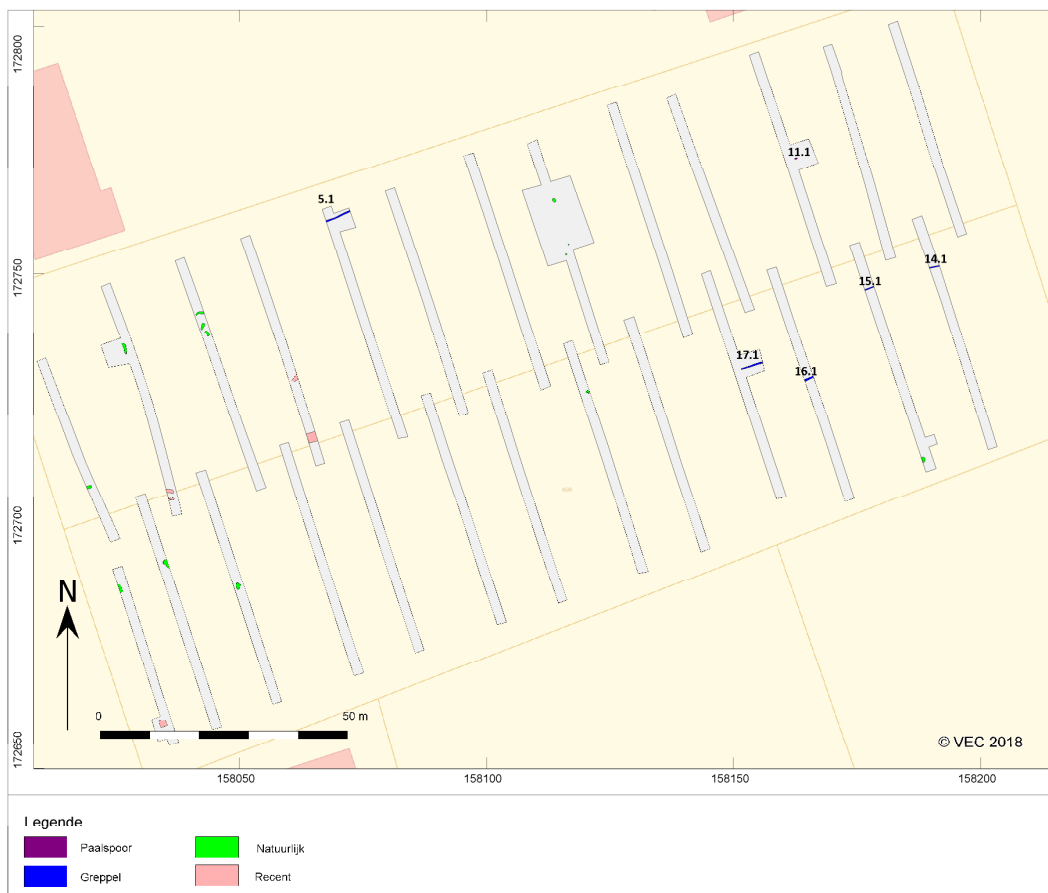 172800
11.1
5.1
172750
14.1
15.1
17.1
16.1
172700
N
0 50 m
172650
© VEC 2018
158050 158100 158150 158200
Legende
Paalspoor Natuurlijk
Greppel Recent